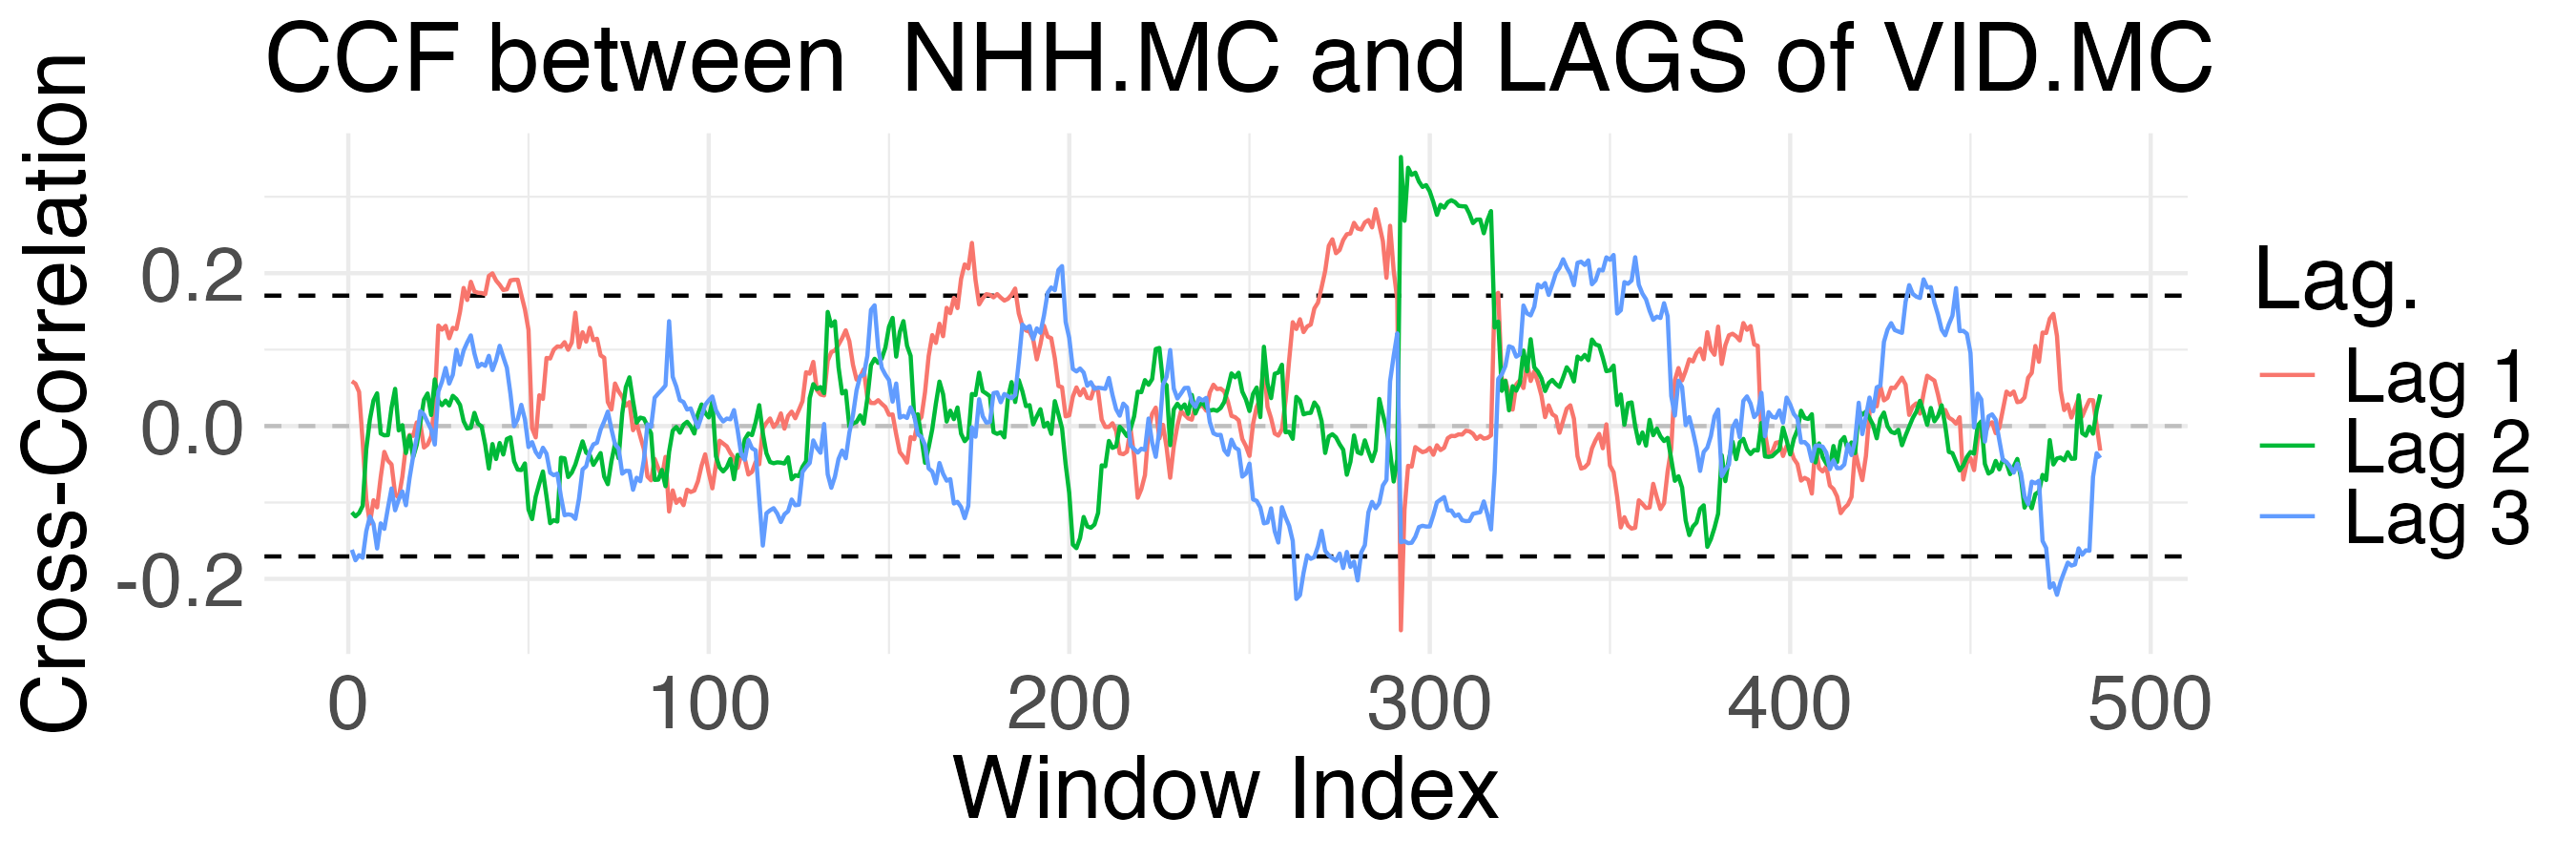 CCF between  NHH.MC and LAGS of VID.MC
Cross-Correlation
0.2
0.0
-0.2
0 100 200 300 400 500
Window Index
Lag.
Lag 1
Lag 2
Lag 3